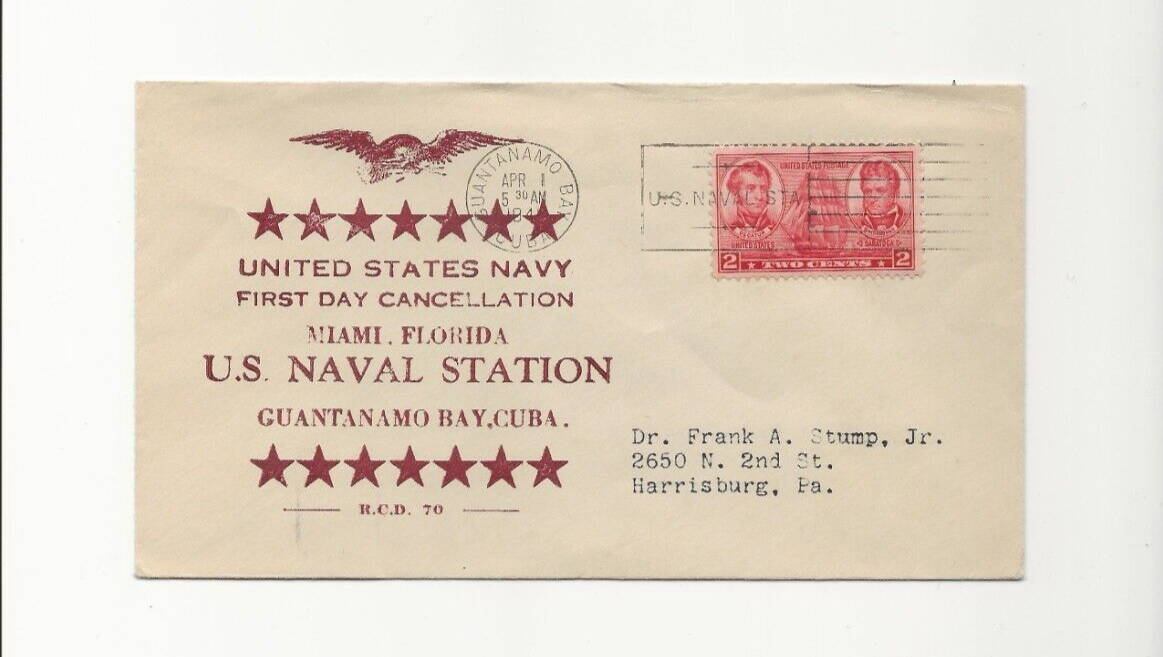 GUANTANAMO BAY
APR 1
5 30 AM
CUBA
U.S. NAVAL STA
UNITED STATES POSTAGE
DECATUR
UNITED STATES
SARATOGA
2 TWO CENTS 2
UNITED STATES NAVY
FIRST DAY CANCELLATION
MIAMI, FLORIDA
U.S. NAVAL STATION
GUANTANAMO BAY, CUBA.
R.C.D. 70
Dr. Frank A. Stump, Jr.
2650 N. 2nd St.
Harrisburg, Pa.